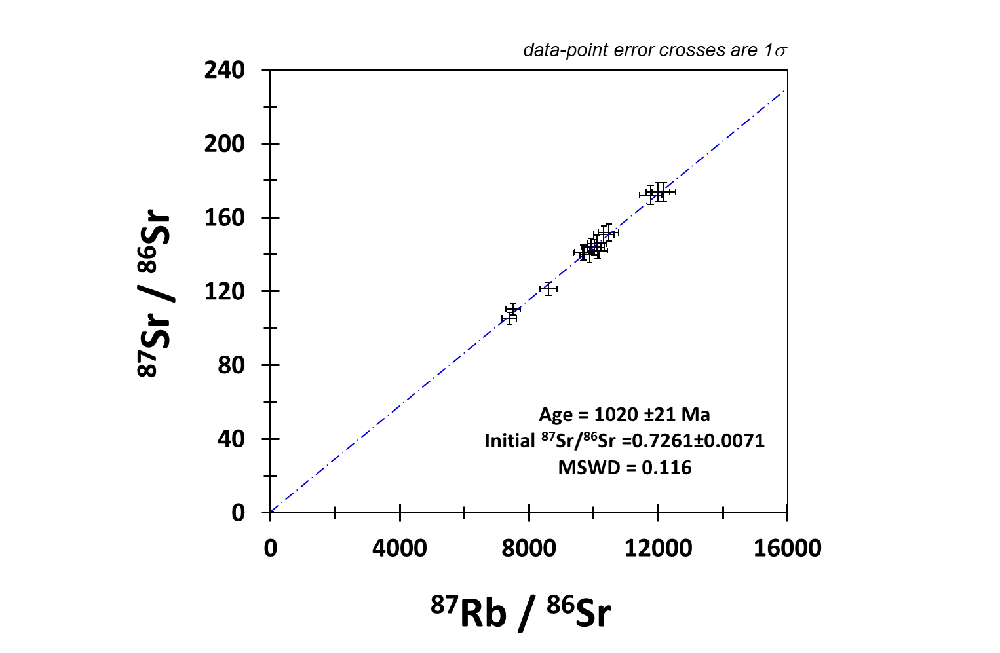 data-point error crosses are 1σ
240
200
160
120
80
40
0
⁸⁷Sr / ⁸⁶Sr
Age = 1020 ±21 Ma
Initial ⁸⁷Sr/⁸⁶Sr =0.7261±0.0071
MSWD = 0.116
0 4000 8000 12000 16000
⁸⁷Rb / ⁸⁶Sr